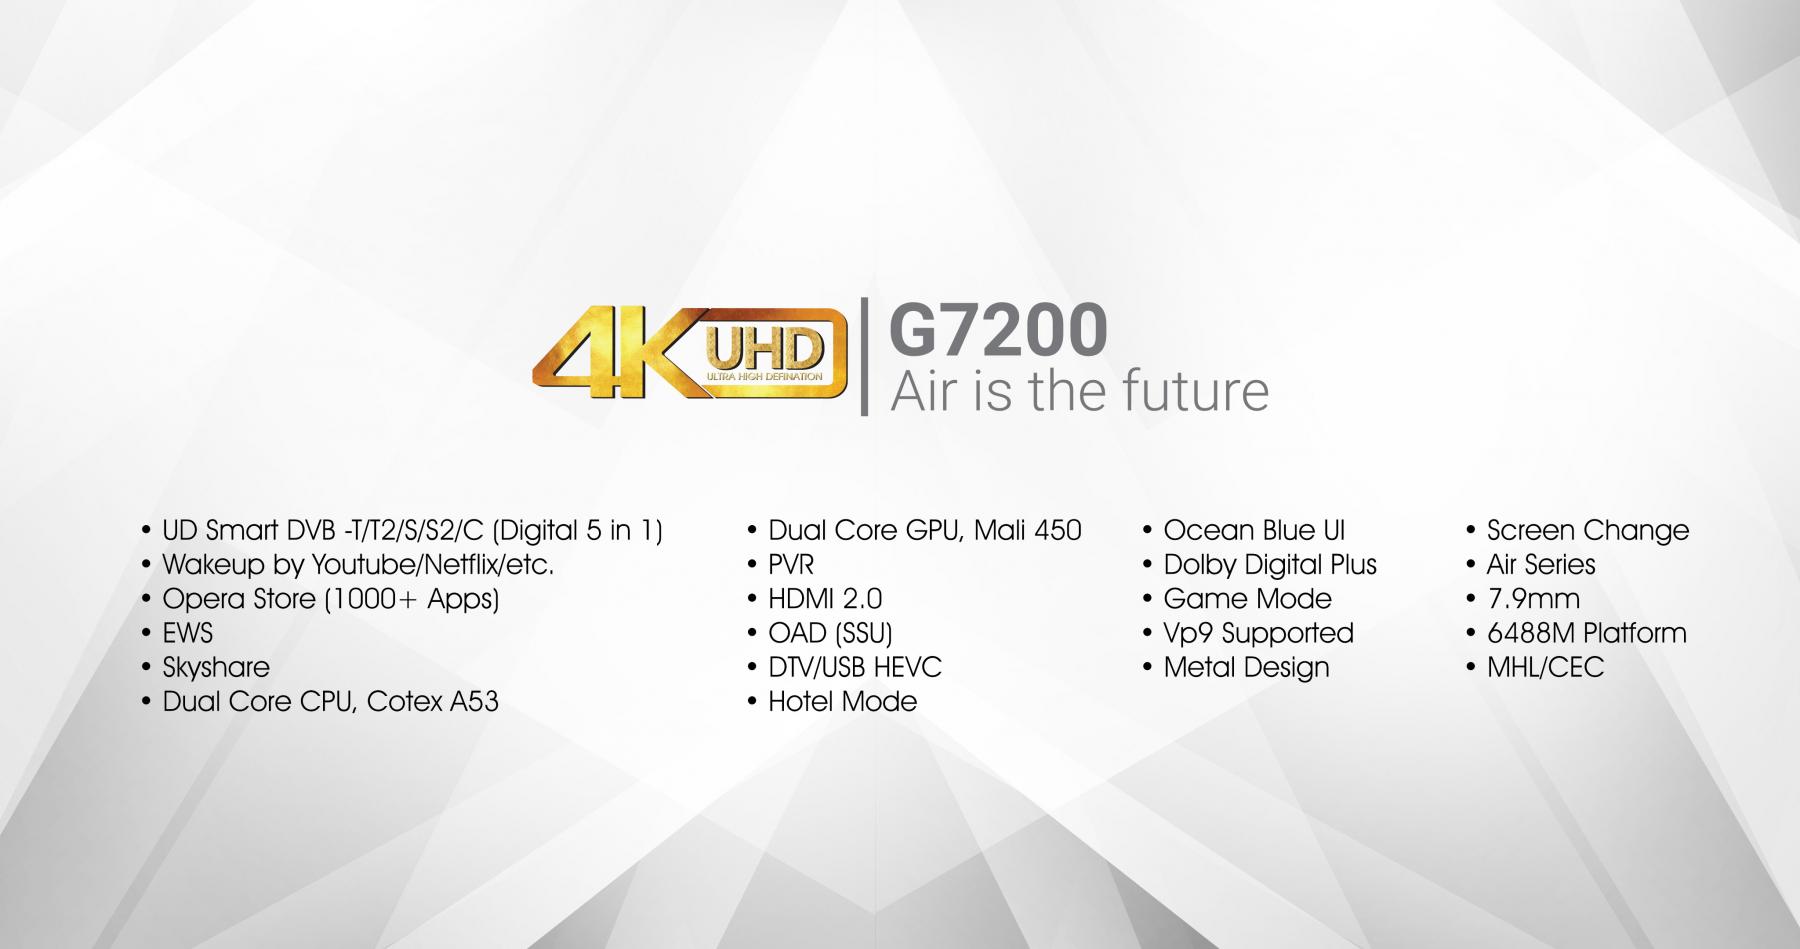 4K UHD
ULTRA HIGH DEFINATION
G7200
Air is the future
• UD Smart DVB -T/T2/S/S2/C (Digital 5 in 1)
• Wakeup by Youtube/Netflix/etc.
• Opera Store (1000+ Apps)
• EWS
• Skyshare
• Dual Core CPU, Cotex A53
• Dual Core GPU, Mali 450
• PVR
• HDMI 2.0
• OAD (SSU)
• DTV/USB HEVC
• Hotel Mode
• Ocean Blue UI
• Dolby Digital Plus
• Game Mode
• Vp9 Supported
• Metal Design
• Screen Change
• Air Series
• 7.9mm
• 6488M Platform
• MHL/CEC